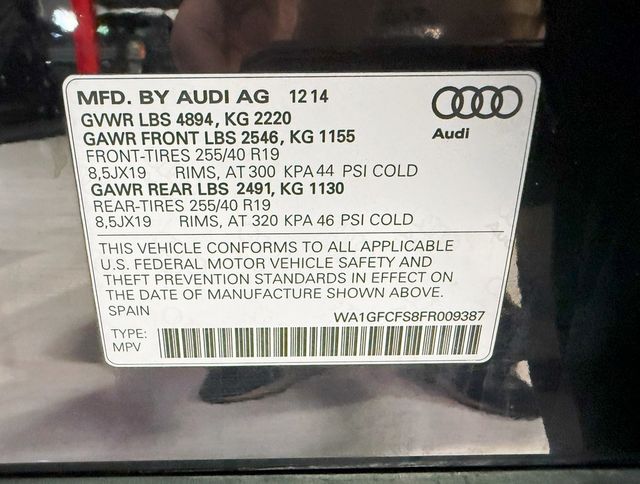 MFD. BY AUDI AG 12 14
GVWR LBS 4894, KG 2220
GAWR FRONT LBS 2546, KG 1155
FRONT-TIRES 255/40 R19
8,5JX19 RIMS, AT 300 KPA 44 PSI COLD
GAWR REAR LBS 2491, KG 1130
REAR-TIRES 255/40 R19
8,5JX19 RIMS, AT 320 KPA 46 PSI COLD
Audi
THIS VEHICLE CONFORMS TO ALL APPLICABLE
U.S. FEDERAL MOTOR VEHICLE SAFETY AND
THEFT PREVENTION STANDARDS IN EFFECT ON
THE DATE OF MANUFACTURE SHOWN ABOVE.
SPAIN
WA1GFCFS8FR009387
TYPE:
MPV